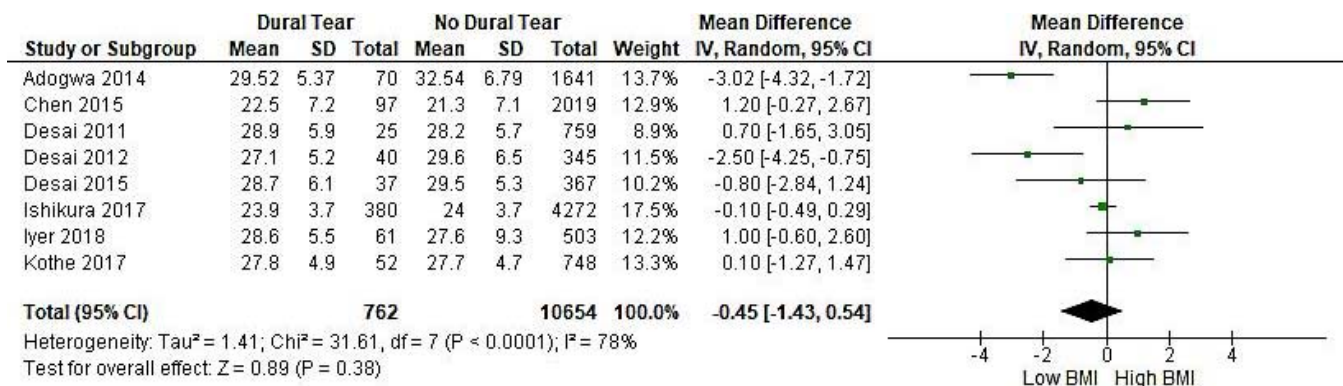 Dural Tear No Dural Tear Mean Difference Mean Difference
Study or Subgroup Mean SD Total Mean SD Total Weight IV, Random, 95% CI IV, Random, 95% CI
Adogwa 2014 29.52 5.37 70 32.54 6.79 1641 13.7% -3.02 [-4.32, -1.72]
Chen 2015 22.5 7.2 97 21.3 7.1 2019 12.9% 1.20 [-0.27, 2.67]
Desai 2011 28.9 5.9 25 28.2 5.7 759 8.9% 0.70 [-1.65, 3.05]
Desai 2012 27.1 5.2 40 29.6 6.5 345 11.5% -2.50 [-4.25, -0.75]
Desai 2015 28.7 6.1 37 29.5 5.3 367 10.2% -0.80 [-2.84, 1.24]
Ishikura 2017 23.9 3.7 380 24 3.7 4272 17.5% -0.10 [-0.49, 0.29]
Iyer 2018 28.6 5.5 61 27.6 9.3 503 12.2% 1.00 [-0.60, 2.60]
Kothe 2017 27.8 4.9 52 27.7 4.7 748 13.3% 0.10 [-1.27, 1.47]
Total (95% CI) 762 10654 100.0% -0.45 [-1.43, 0.54]
Heterogeneity: Tau² = 1.41; Chi² = 31.61, df = 7 (P < 0.0001); I² = 78%
Test for overall effect: Z = 0.89 (P = 0.38)
-4 -2 0 2 4
Low BMI High BMI